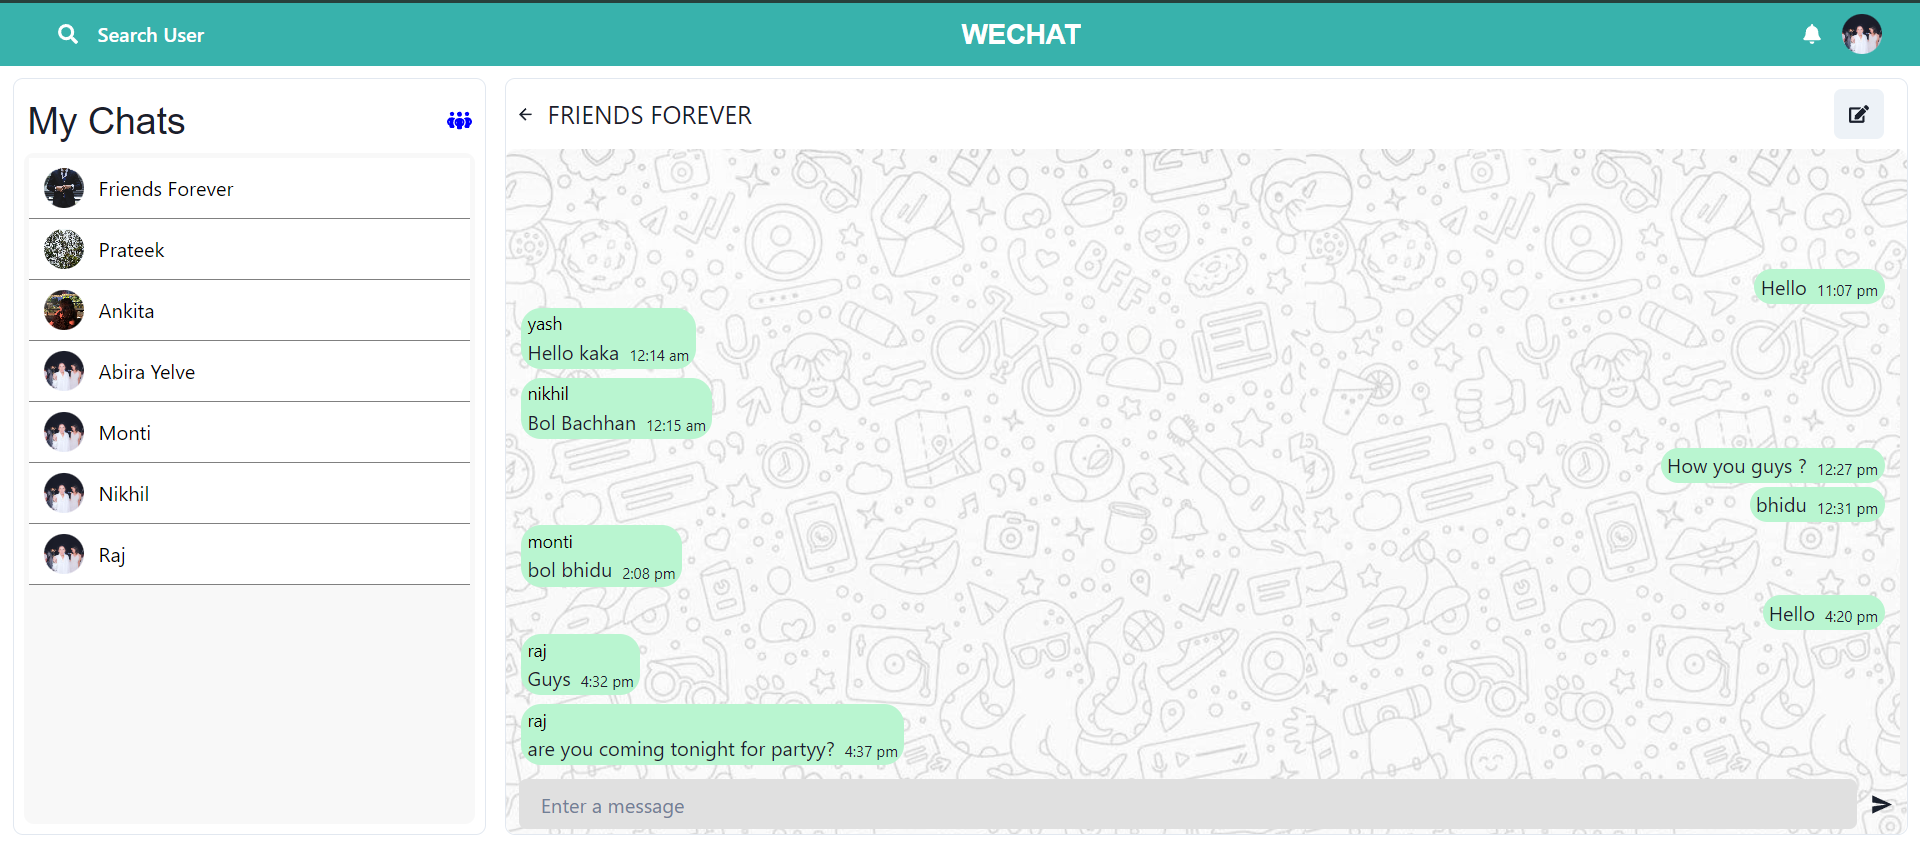 Search User
WECHAT
My Chats
Friends Forever
Prateek
Ankita
Abira Yelve
Monti
Nikhil
Raj
FRIENDS FOREVER
Hello 11:07 pm
yash
Hello kaka 12:14 am
nikhil
Bol Bachhan 12:15 am
How you guys ? 12:27 pm
bhidu 12:31 pm
monti
bol bhidu 2:08 pm
Hello 4:20 pm
raj
Guys 4:32 pm
raj
are you coming tonight for partyy? 4:37 pm
Enter a message